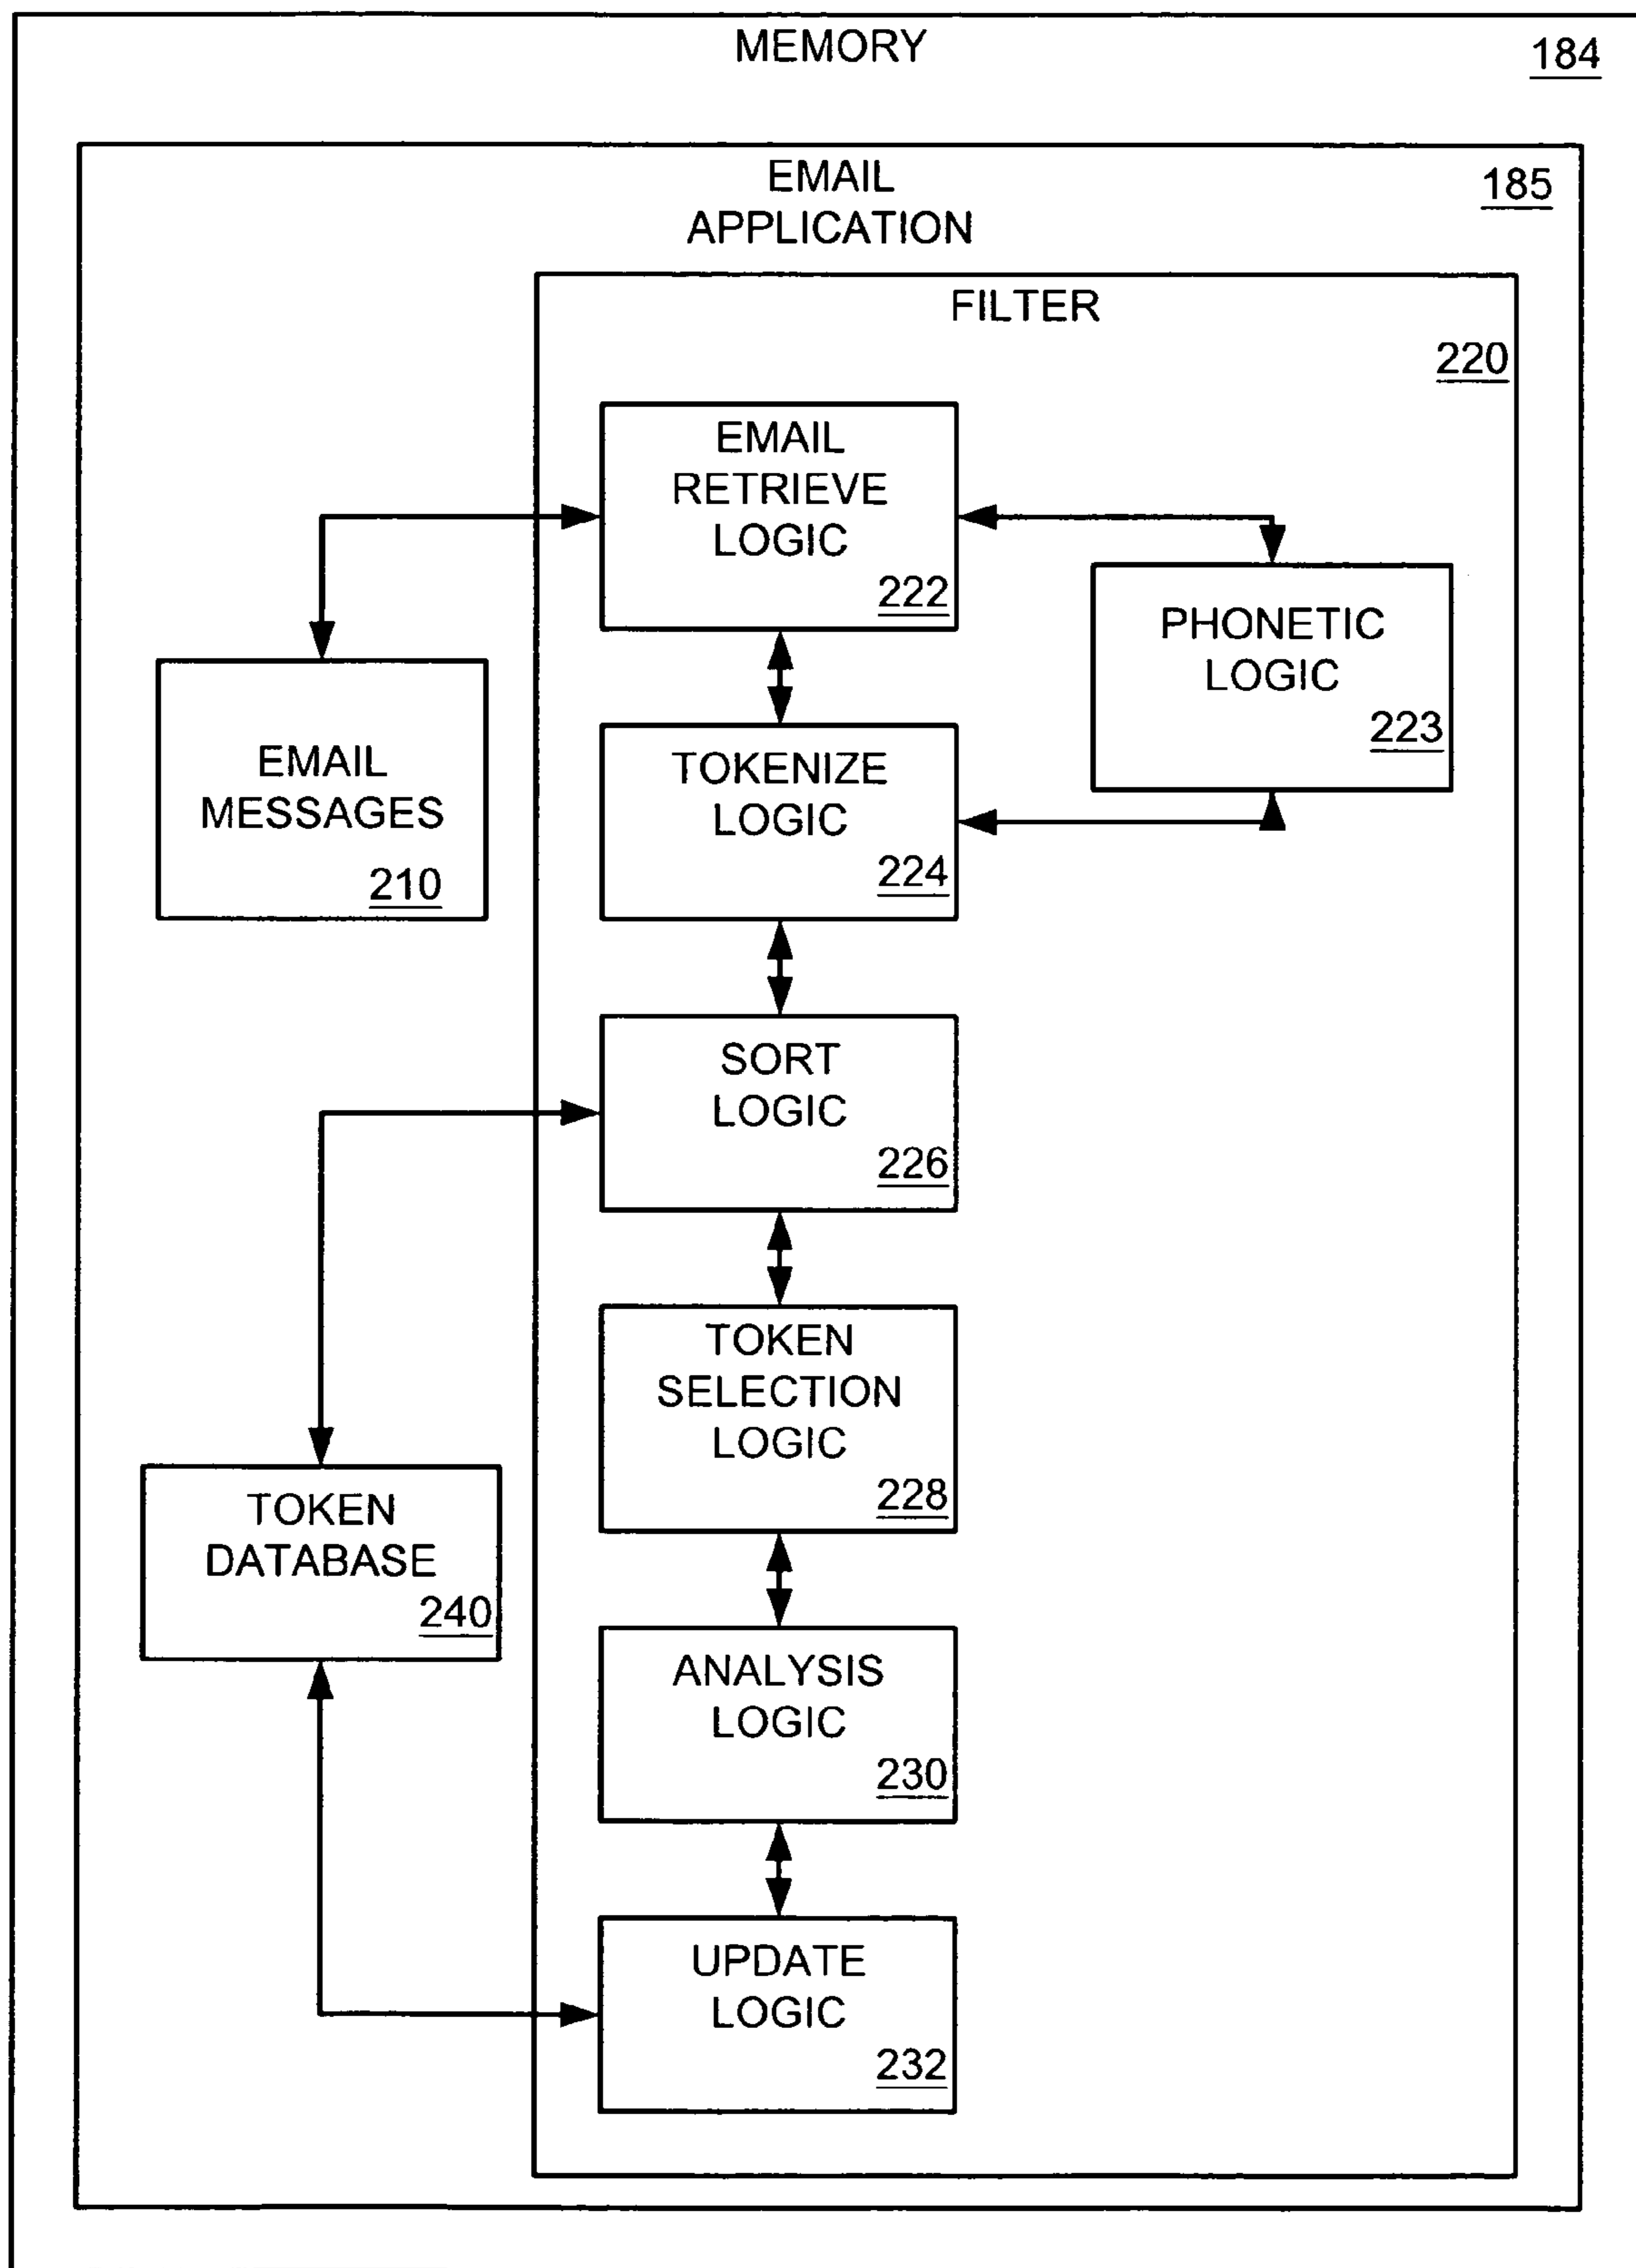 MEMORY
184
EMAIL
APPLICATION
185
FILTER
220
EMAIL
RETRIEVE
LOGIC
222
PHONETIC
LOGIC
223
EMAIL
MESSAGES
210
TOKENIZE
LOGIC
224
SORT
LOGIC
226
TOKEN
SELECTION
LOGIC
228
TOKEN
DATABASE
240
ANALYSIS
LOGIC
230
UPDATE
LOGIC
232